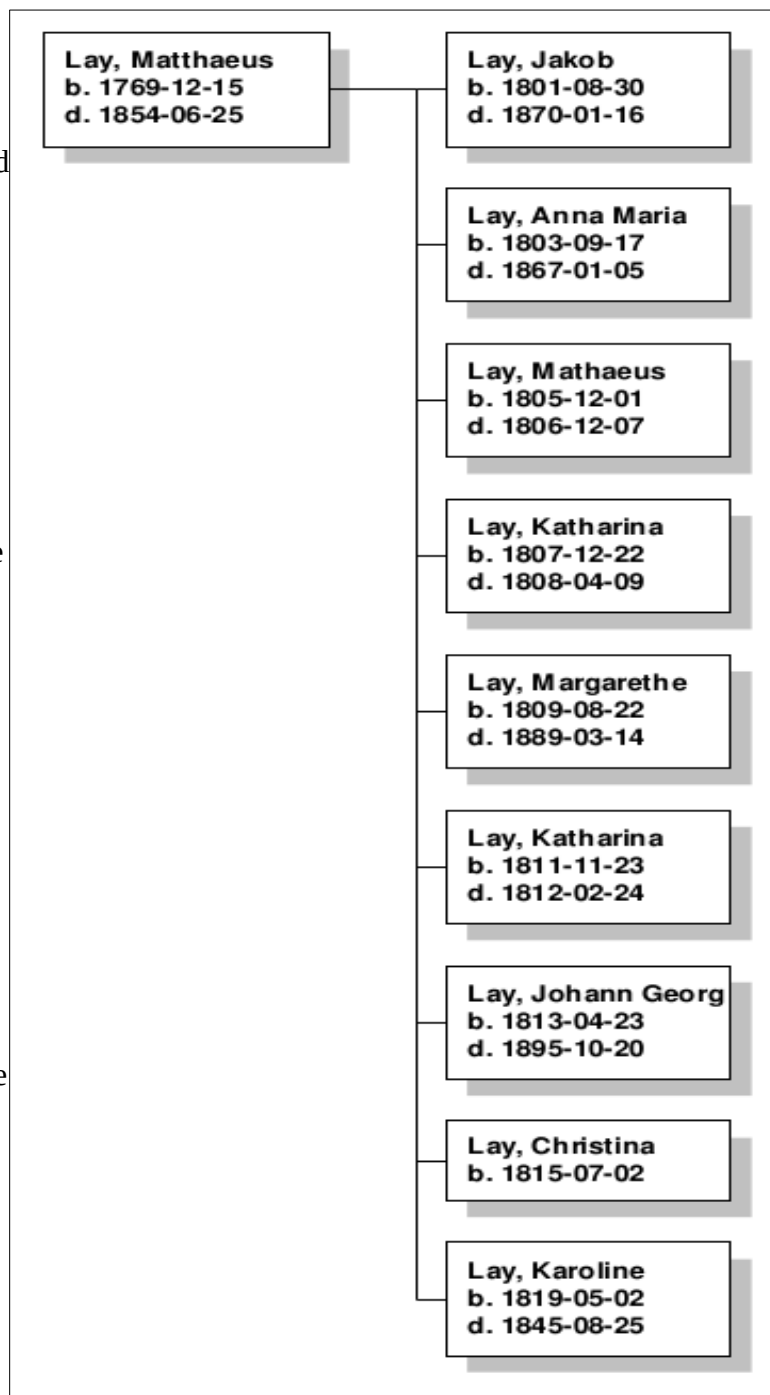 Lay, Matthaeus
b. 1769-12-15
d. 1854-06-25
Lay, Jakob
b. 1801-08-30
d. 1870-01-16
Lay, Anna Maria
b. 1803-09-17
d. 1867-01-05
Lay, Mathaeus
b. 1805-12-01
d. 1806-12-07
Lay, Katharina
b. 1807-12-22
d. 1808-04-09
Lay, Margarethe
b. 1809-08-22
d. 1889-03-14
Lay, Katharina
b. 1811-11-23
d. 1812-02-24
Lay, Johann Georg
b. 1813-04-23
d. 1895-10-20
Lay, Christina
b. 1815-07-02
Lay, Karoline
b. 1819-05-02
d. 1845-08-25